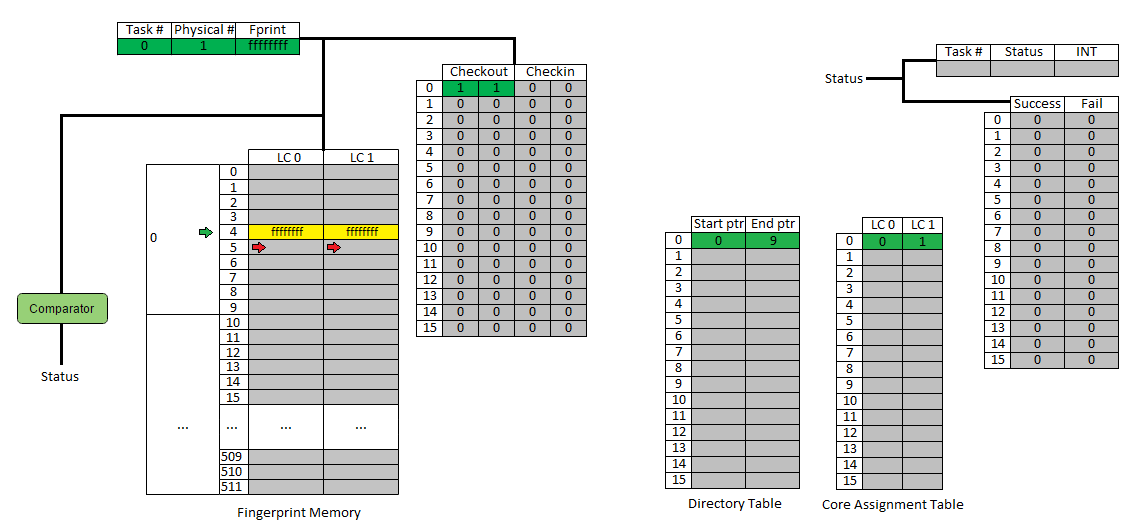 Task # Physical # Fprint
0 1 ffffffff
Checkout Checkin
0 1 1 0 0
1 0 0 0 0
2 0 0 0 0
3 0 0 0 0
4 0 0 0 0
5 0 0 0 0
6 0 0 0 0
7 0 0 0 0
8 0 0 0 0
9 0 0 0 0
10 0 0 0 0
11 0 0 0 0
12 0 0 0 0
13 0 0 0 0
14 0 0 0 0
15 0 0 0 0
LC 0 LC 1
0
0
1
2
3
4 ffffffff ffffffff
5
6
7
8
9
10
11
12
13
14
15
... ... ... ...
509
510
511
Fingerprint Memory
Comparator
Status
Start ptr End ptr
0 0 9
1
2
3
4
5
6
7
8
9
10
11
12
13
14
15
Directory Table
LC 0 LC 1
0 0 1
1
2
3
4
5
6
7
8
9
10
11
12
13
14
15
Core Assignment Table
Status
Task # Status INT
Success Fail
0 0 0
1 0 0
2 0 0
3 0 0
4 0 0
5 0 0
6 0 0
7 0 0
8 0 0
9 0 0
10 0 0
11 0 0
12 0 0
13 0 0
14 0 0
15 0 0